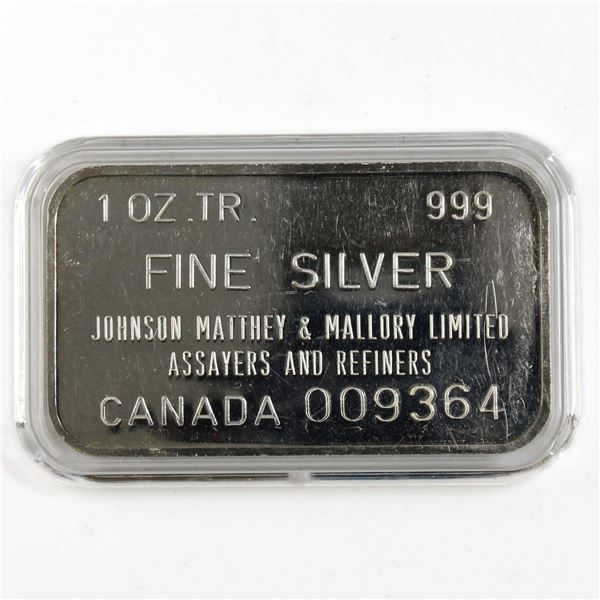 1 OZ. TR. 999
FINE SILVER
JOHNSON MATTHEY & MALLORY LIMITED
ASSAYERS AND REFINERS
CANADA 009364